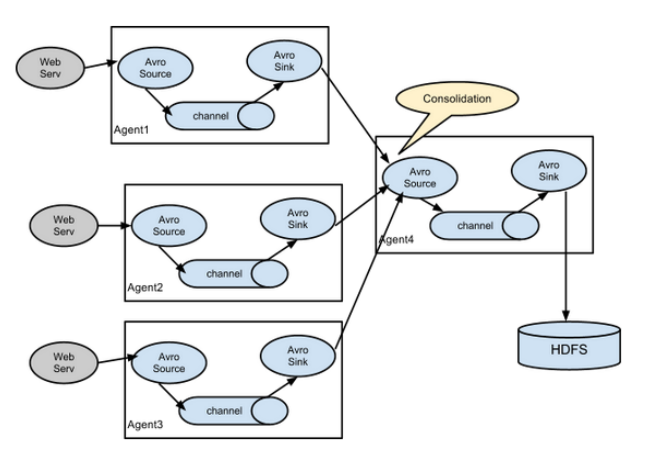 Web
Serv
Avro
Source
Avro
Sink
channel
Agent1
Consolidation
Avro
Source
Avro
Sink
channel
Agent4
Web
Serv
Avro
Source
Avro
Sink
channel
Agent2
HDFS
Web
Serv
Avro
Source
Avro
Sink
channel
Agent3